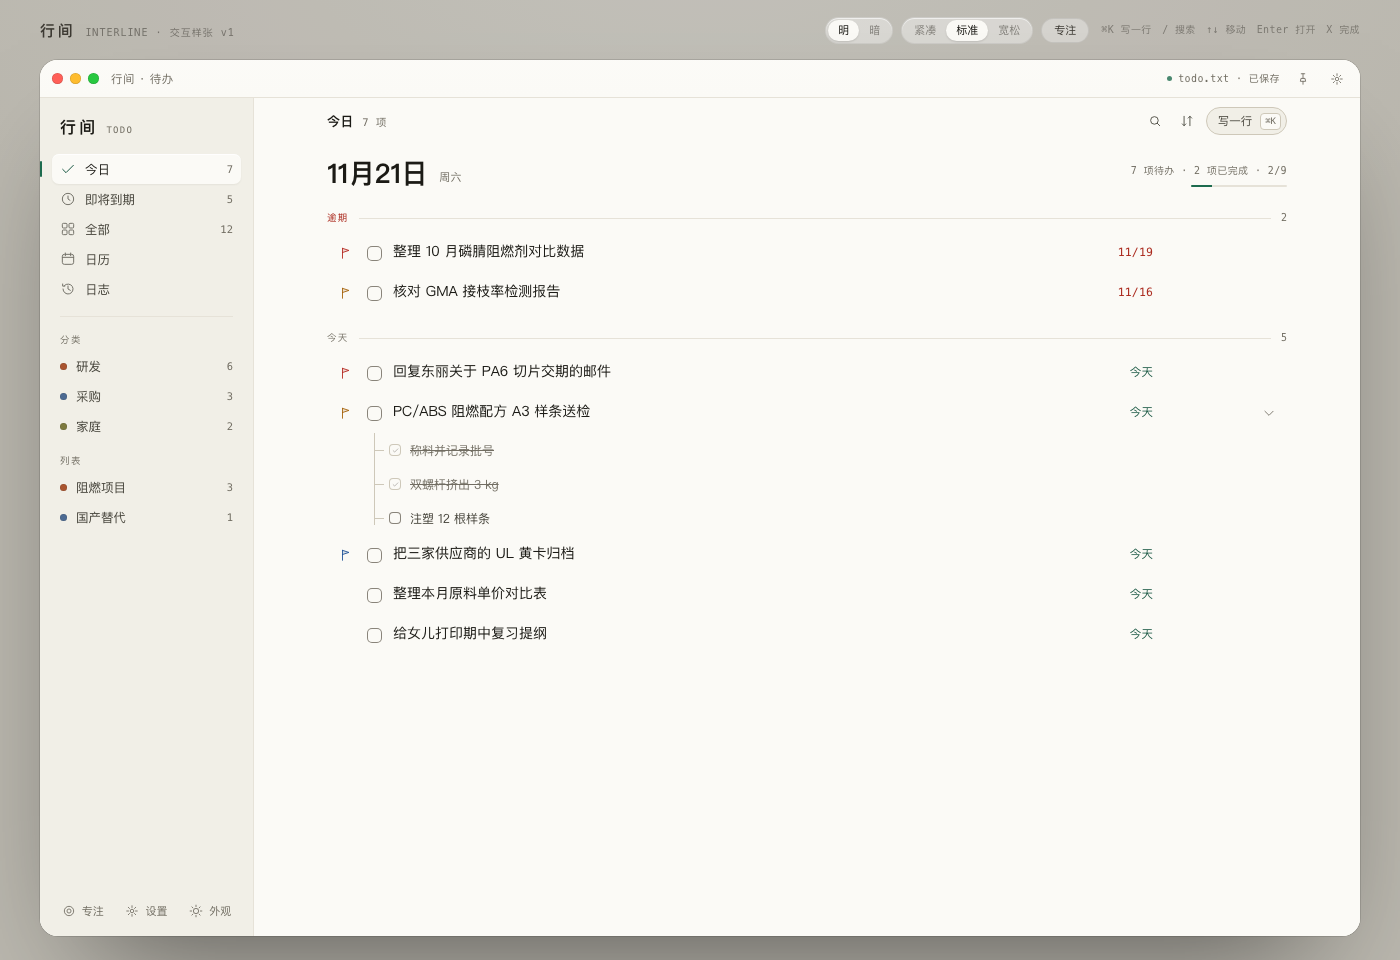 行间 INTERLINE · 交互样张 v1
明 暗 紧凑 标准 宽松 专注 ⌘K 写一行 / 搜索 ↑↓ 移动 Enter 打开 X 完成
行间 · 待办
todo.txt · 已保存
行间 TODO
今日 7
即将到期 5
全部 12
日历
日志
分类
研发 6
采购 3
家庭 2
列表
阻燃项目 3
国产替代 1
专注 设置 外观
今日 7 项
写一行 ⌘K
11月21日 周六
7 项待办 · 2 项已完成 · 2/9
逾期 2
整理 10 月磷腈阻燃剂对比数据 11/19
核对 GMA 接枝率检测报告 11/16
今天 5
回复东丽关于 PA6 切片交期的邮件 今天
PC/ABS 阻燃配方 A3 样条送检 今天
称料并记录批号
双螺杆挤出 3 kg
注塑 12 根样条
把三家供应商的 UL 黄卡归档 今天
整理本月原料单价对比表 今天
给女儿打印期中复习提纲 今天